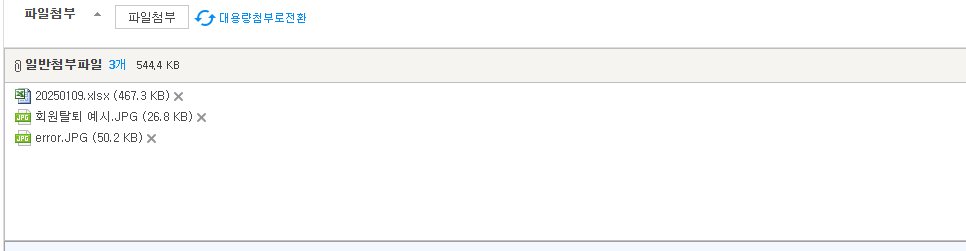 파일첨부 파일첨부 대용량첨부로전환
일반첨부파일 3개 544.4 KB
20250109.xlsx (467.3 KB)
JPG 회원탈퇴 예시.JPG (26.8 KB)
JPG error.JPG (50.2 KB)